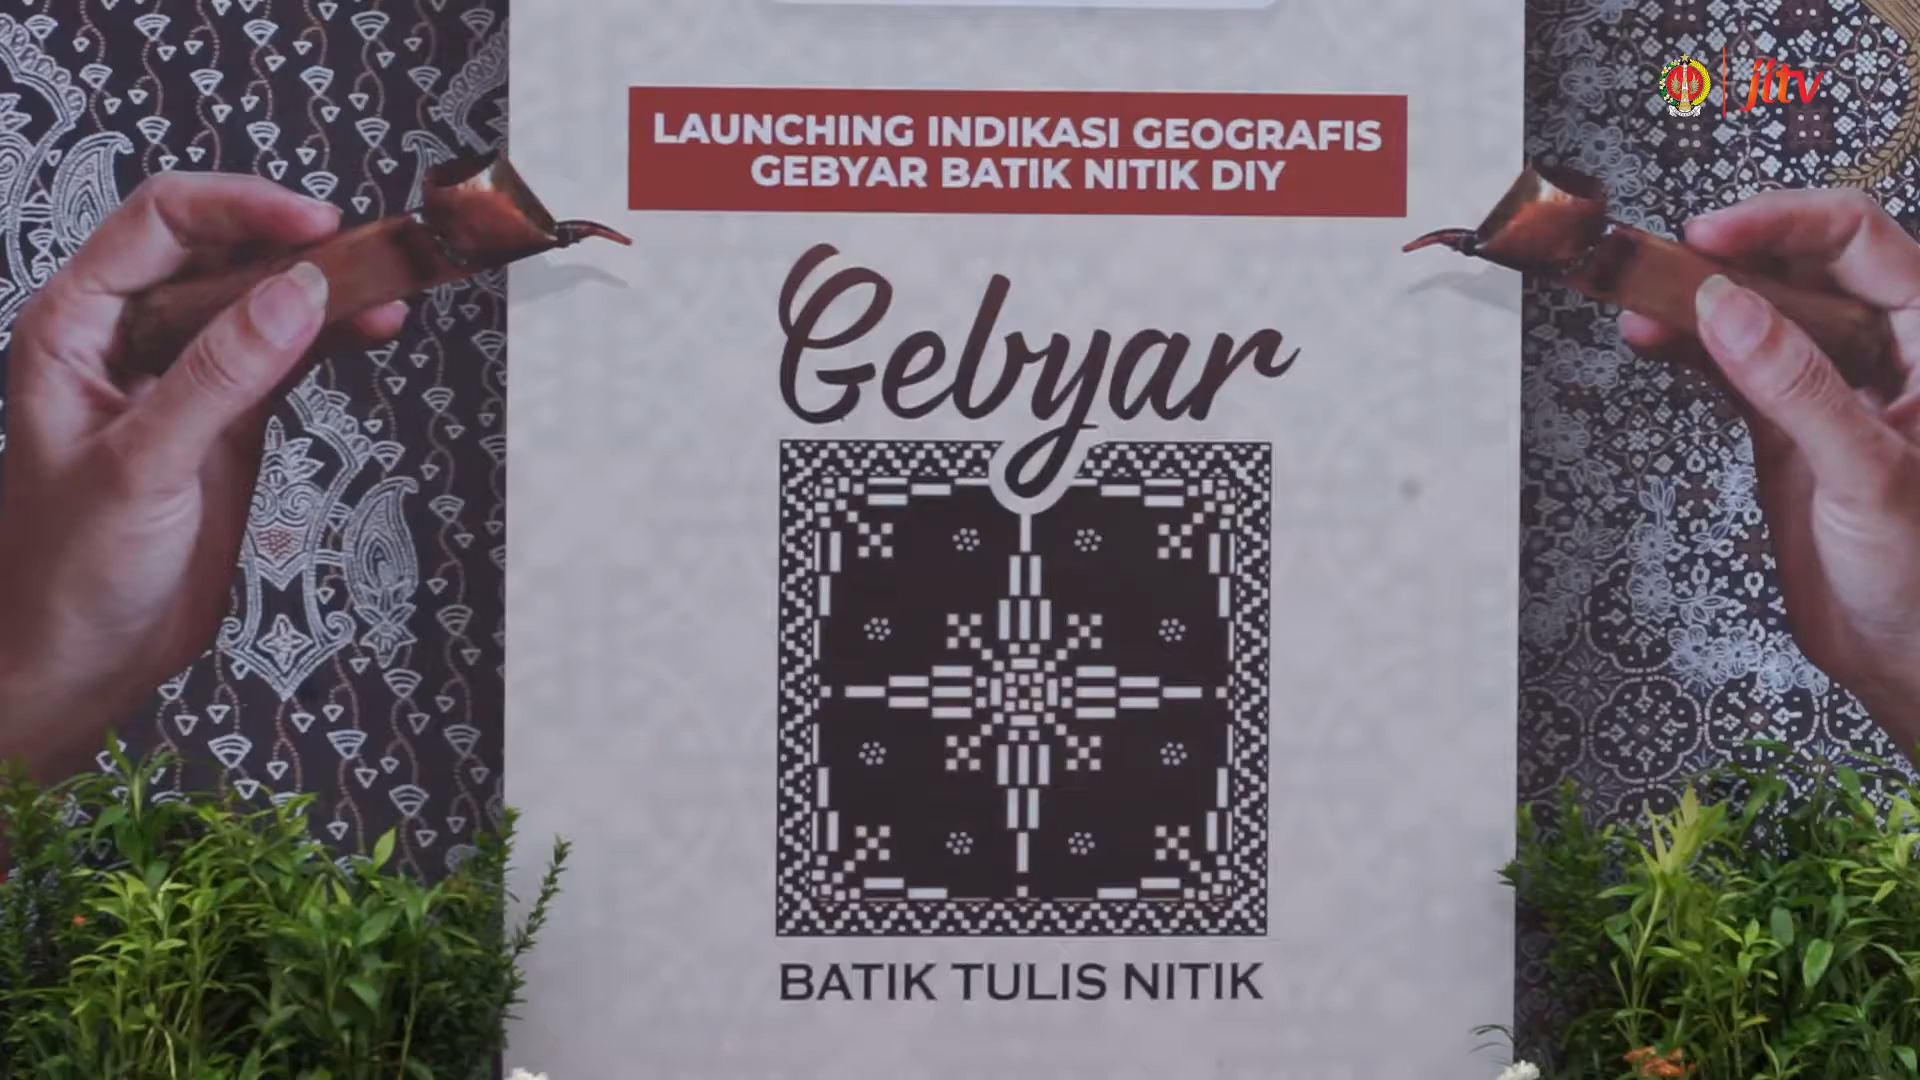 jltv
LAUNCHING INDIKASI GEOGRAFIS
GEBYAR BATIK NITIK DIY
Gebyar
BATIK TULIS NITIK